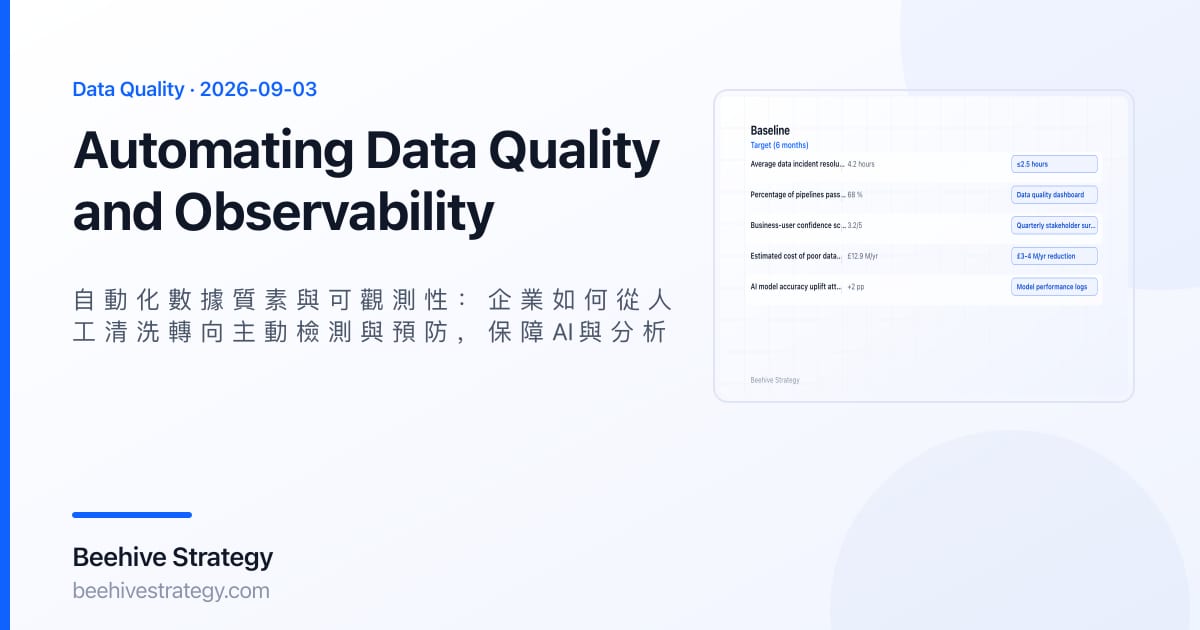 Data Quality · 2026-09-03
Automating Data Quality
and Observability
自動化數據質素與可觀測性：企業如何從人
工清洗轉向主動檢測與預防，保障AI與分析
Baseline
Target (6 months)
Average data incident resolu... 4.2 hours ≤2.5 hours
Percentage of pipelines pass... 68 % Data quality dashboard
Business-user confidence sc... 3.2/5 Quarterly stakeholder sur...
Estimated cost of poor data... £12.9 M/yr £3-4 M/yr reduction
AI model accuracy uplift att... +2 pp Model performance logs
Beehive Strategy
Beehive Strategy
beehivestrategy.com